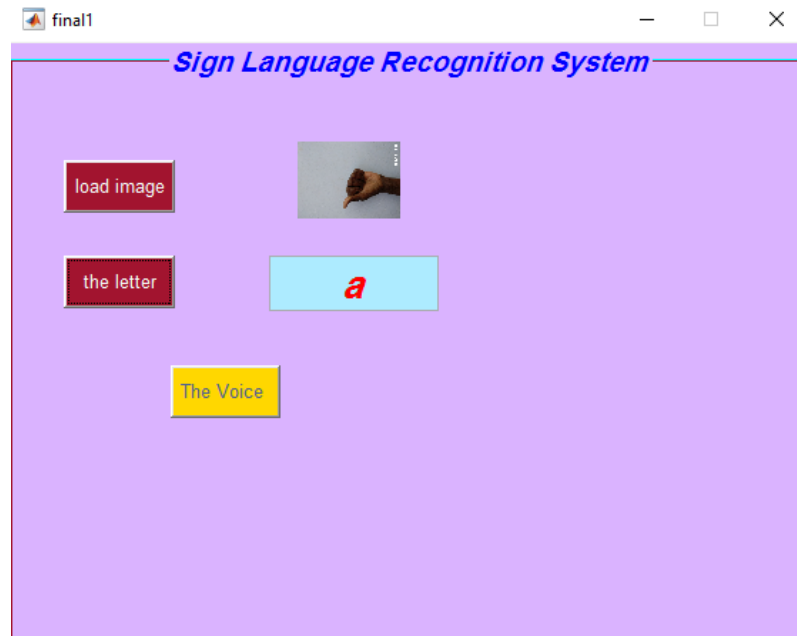 final1
Sign Language Recognition System
load image
the letter
a
The Voice